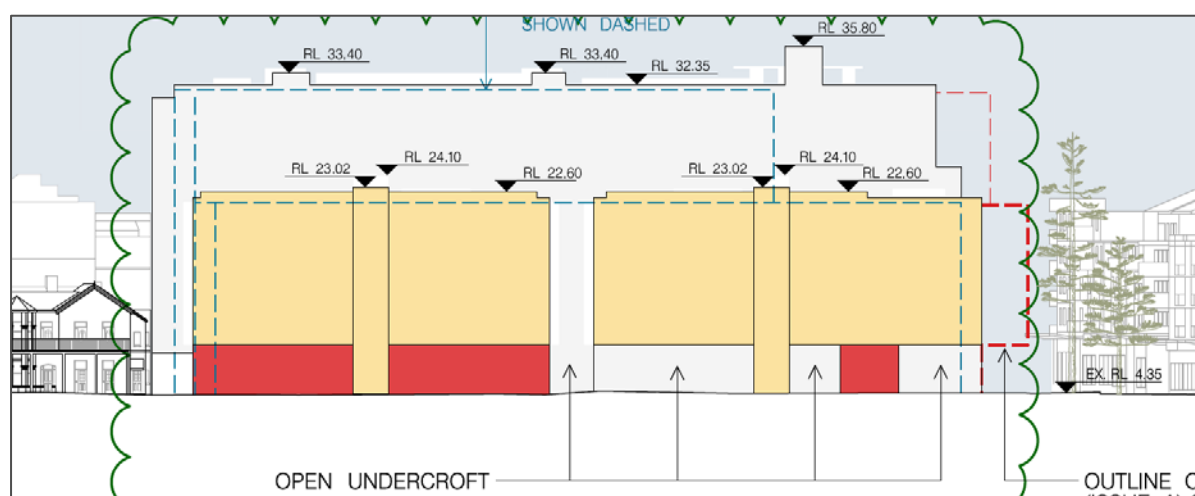 SHOWN DASHED
RL 35.80
RL 33.40
RL 33.40
RL 32.35
RL 23.02
RL 24.10
RL 22.60
RL 23.02
RL 24.10
RL 22.60
EX. RL 4.35
OPEN UNDERCROFT
OUTLINE